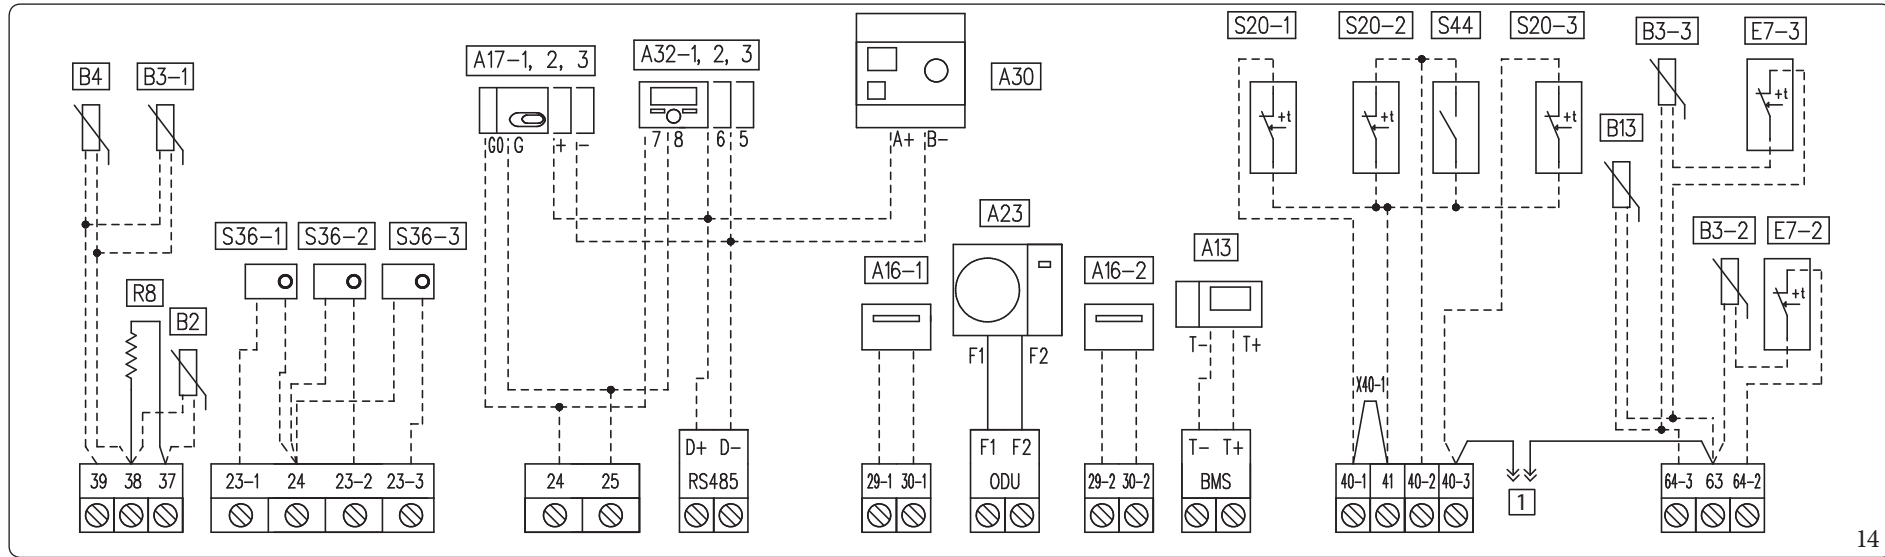 S20-1 S20-2 S44 S20-3
B3-3 E7-3
A17-1, 2, 3 A32-1, 2, 3
B4 B3-1 A30
+t +t +t +t
B13
G0 G + - 7 8 6 5 A+ B-
A23
S36-1 S36-2 S36-3
B3-2 E7-2
A16-1 A16-2 A13
R8
B2
+t
F1 F2 T- T+
X40-1
D+ D- F1 F2 T- T+
39 38 37 23-1 24 23-2 23-3 24 25 RS485 29-1 30-1 ODU 29-2 30-2 BMS 40-1 41 40-2 40-3 64-3 63 64-2
1
14